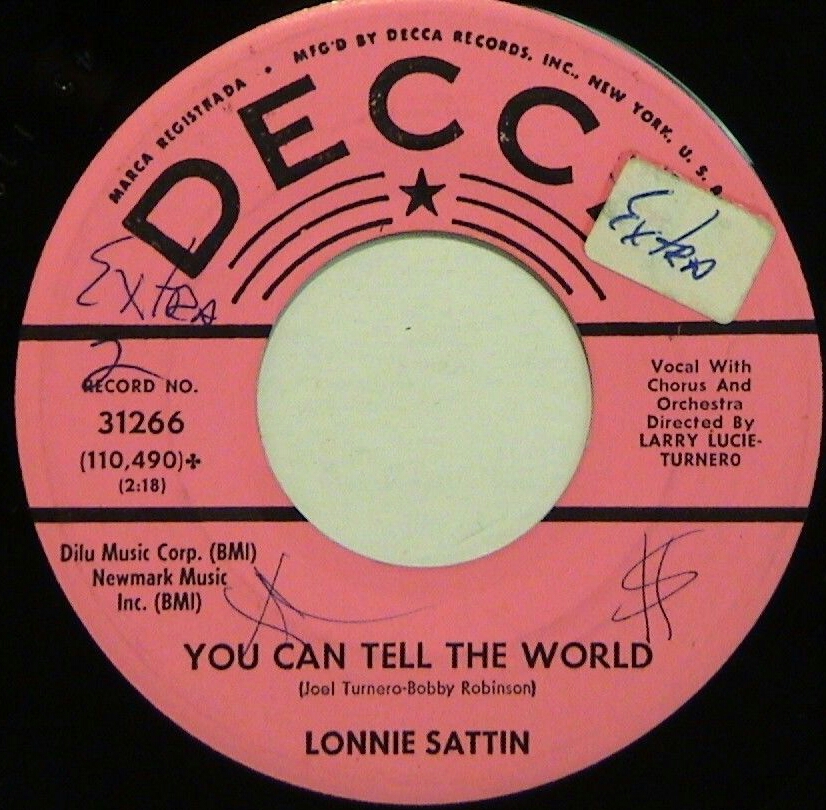 MARCA REGISTRADA • MFG'D BY DECCA RECORDS, INC., NEW YORK, U. S. A
DECC
Extra
Extra
2
RECORD NO.
31266
(110,490)+
(2:18)
Vocal With
Chorus And
Orchestra
Directed By
LARRY LUCIE-
TURNERO
Dilu Music Corp. (BMI)
Newmark Music
Inc. (BMI)
$
YOU CAN TELL THE WORLD
(Joel Turnero-Bobby Robinson)
LONNIE SATTIN